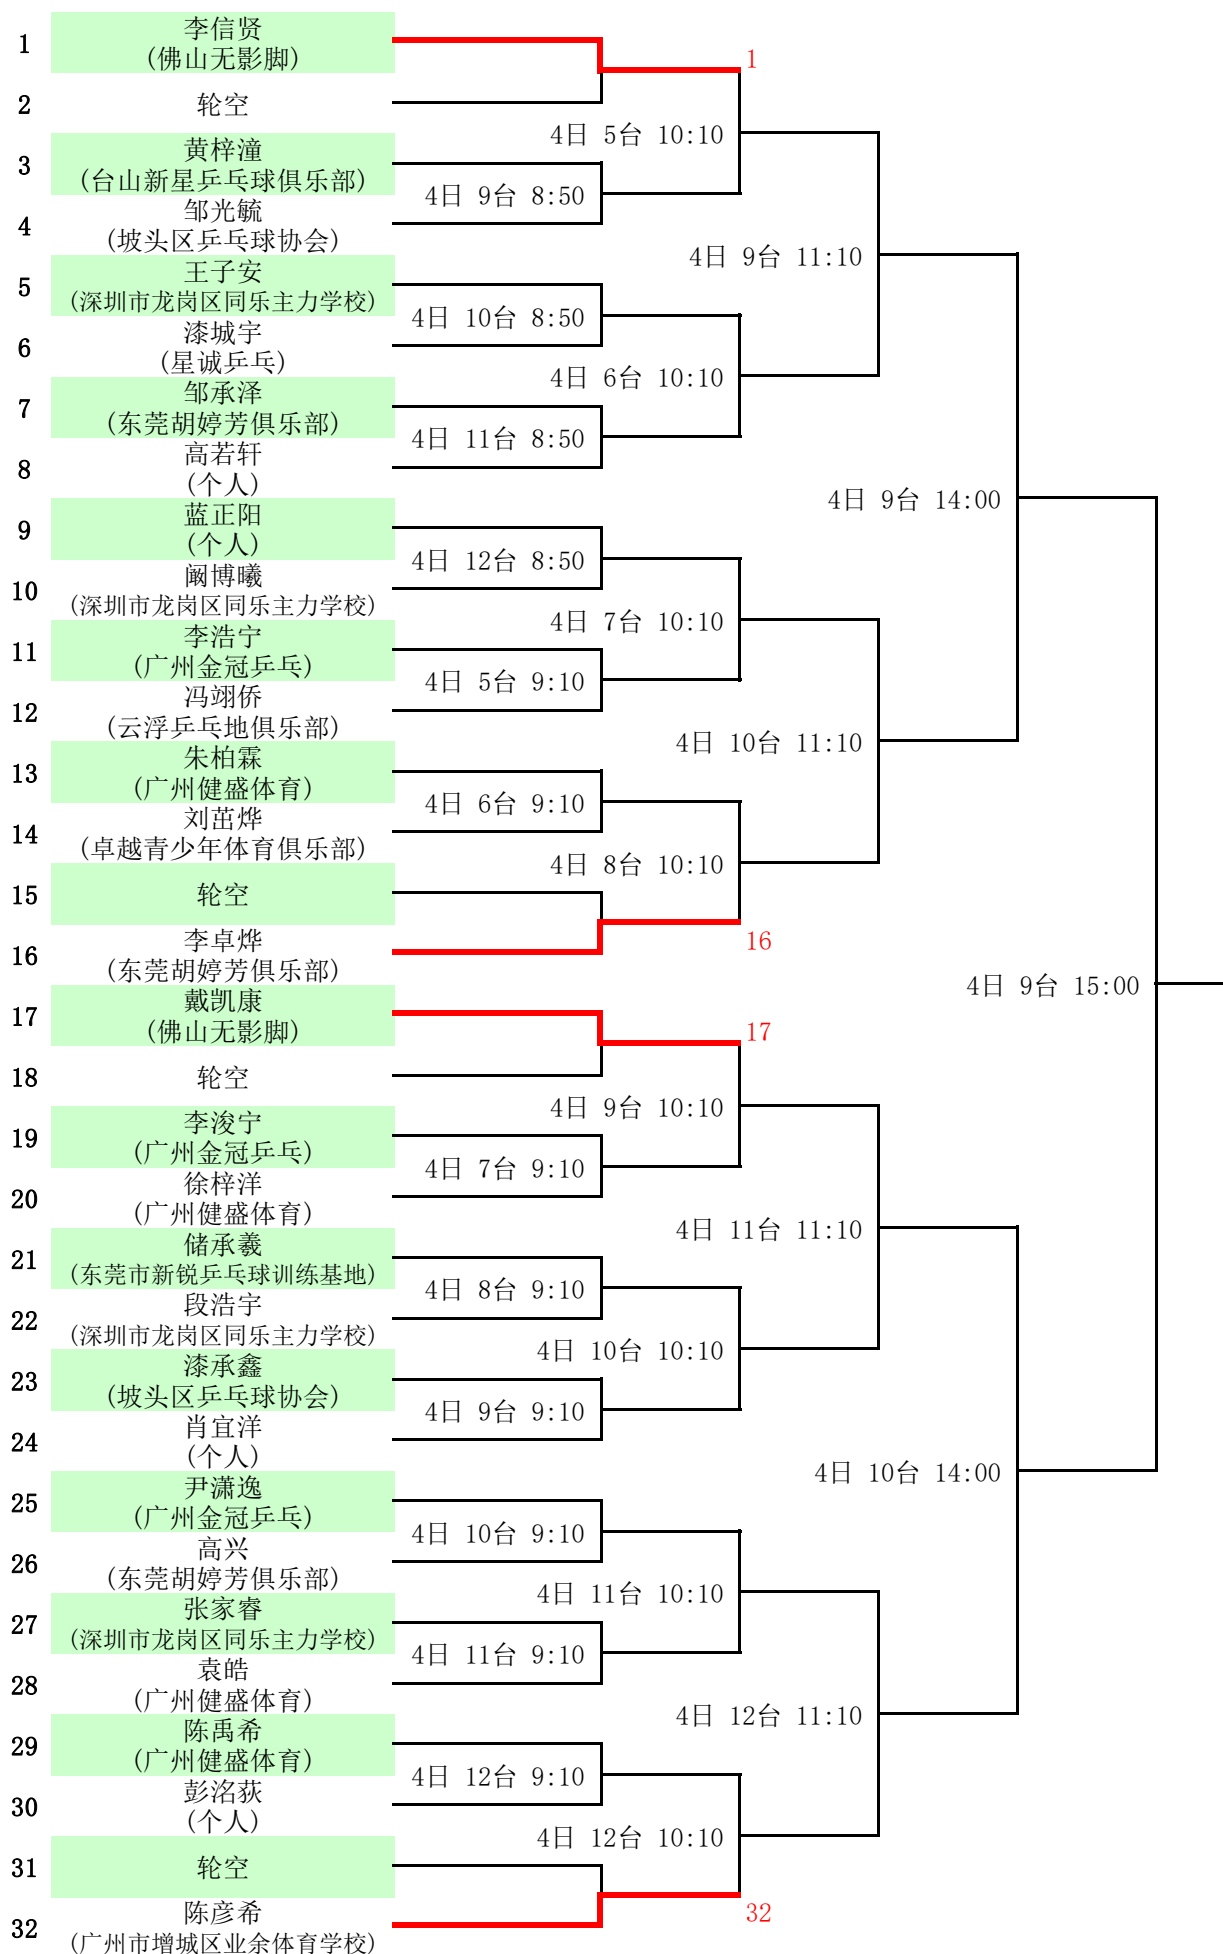 1
李信贤
(佛山无影脚)
1
2
轮空
4日 5台 10:10
3
黄梓潼
(台山新星乒乓球俱乐部)
4日 9台 8:50
4
邹光毓
(坡头区乒乓球协会)
4日 9台 11:10
5
王子安
(深圳市龙岗区同乐主力学校)
4日 10台 8:50
6
漆城宇
(星诚乒乓)
4日 6台 10:10
7
邹承泽
(东莞胡婷芳俱乐部)
4日 11台 8:50
8
高若轩
(个人)
4日 9台 14:00
9
蓝正阳
(个人)
4日 12台 8:50
10
阚博曦
(深圳市龙岗区同乐主力学校)
4日 7台 10:10
11
李浩宁
(广州金冠乒乓)
4日 5台 9:10
12
冯翊侨
(云浮乒乓地俱乐部)
4日 10台 11:10
13
朱柏霖
(广州健盛体育)
4日 6台 9:10
14
刘茁烨
(卓越青少年体育俱乐部)
4日 8台 10:10
15
轮空
16
李卓烨
(东莞胡婷芳俱乐部)
16
4日 9台 15:00
17
戴凯康
(佛山无影脚)
17
18
轮空
4日 9台 10:10
19
李浚宁
(广州金冠乒乓)
4日 7台 9:10
20
徐梓洋
(广州健盛体育)
4日 11台 11:10
21
储承羲
(东莞市新锐乒乓球训练基地)
4日 8台 9:10
22
段浩宇
(深圳市龙岗区同乐主力学校)
4日 10台 10:10
23
漆承鑫
(坡头区乒乓球协会)
4日 9台 9:10
24
肖宜洋
(个人)
4日 10台 14:00
25
尹潇逸
(广州金冠乒乓)
4日 10台 9:10
26
高兴
(东莞胡婷芳俱乐部)
4日 11台 10:10
27
张家睿
(深圳市龙岗区同乐主力学校)
4日 11台 9:10
28
袁皓
(广州健盛体育)
4日 12台 11:10
29
陈禹希
(广州健盛体育)
4日 12台 9:10
30
彭洺荻
(个人)
4日 12台 10:10
31
轮空
32
陈彦希
(广州市增城区业余体育学校)
32